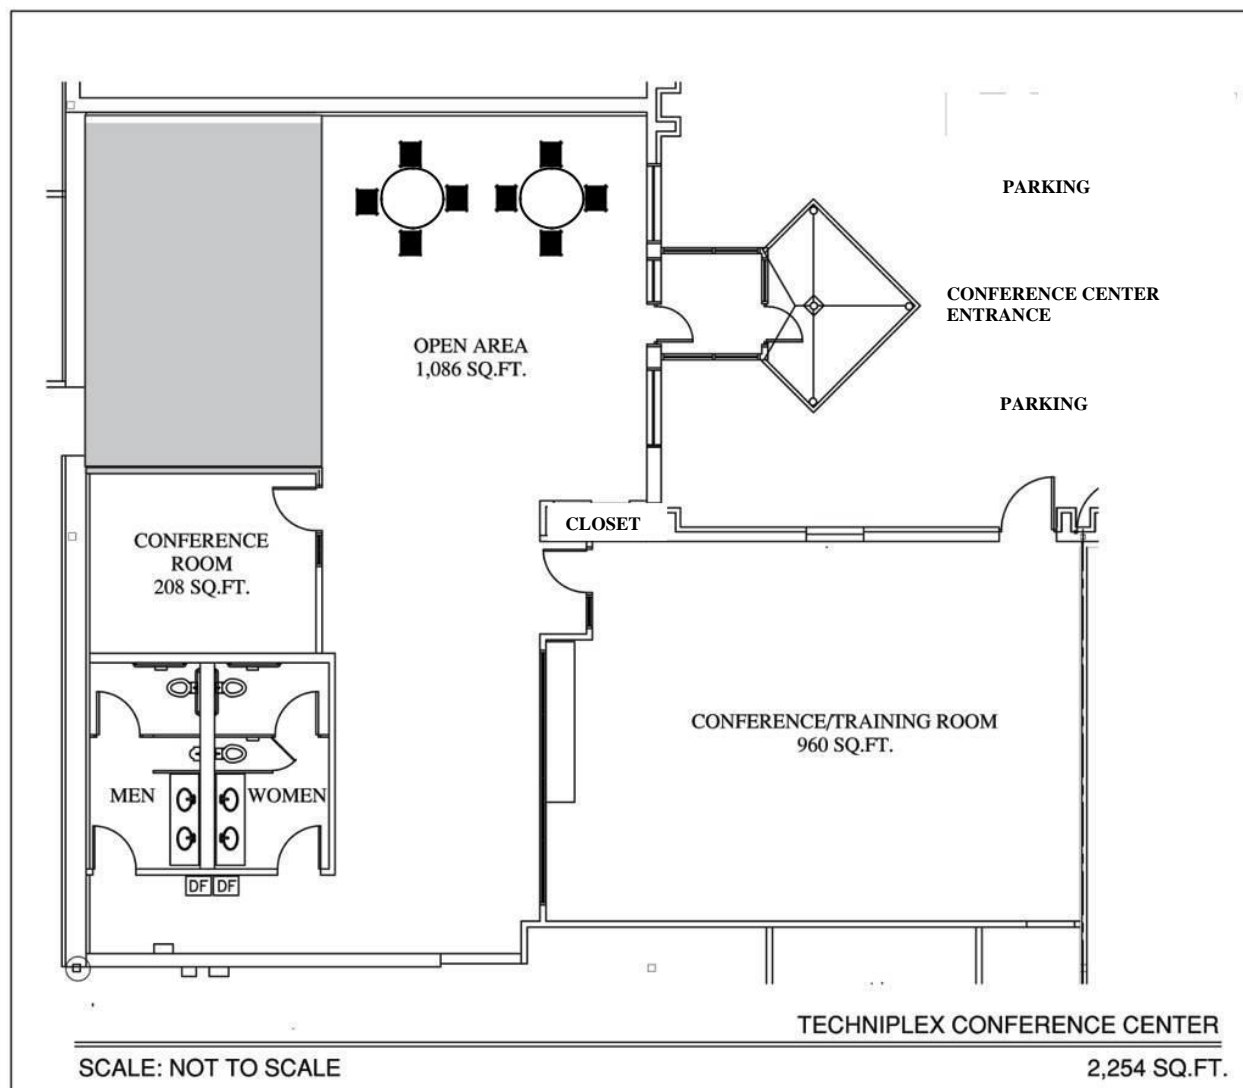 PARKING
CONFERENCE CENTER
ENTRANCE
OPEN AREA
1,086 SQ.FT.
PARKING
CLOSET
CONFERENCE
ROOM
208 SQ.FT.
CONFERENCE/TRAINING ROOM
960 SQ.FT.
MEN
WOMEN
DF
DF
TECHNIPLEX CONFERENCE CENTER
SCALE: NOT TO SCALE
2,254 SQ.FT.